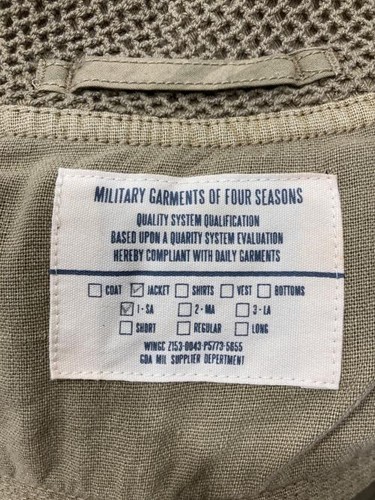 MILITARY GARMENTS OF FOUR SEASONS
QUALITY SYSTEM QUALIFICATION
BASED UPON A QUARITY SYSTEM EVALUATION
HEREBY COMPLIANT WITH DAILY GARMENTS
☐ COAT ☑ JACKET ☐ SHIRTS ☐ VEST ☐ BOTTOMS
☑ 1-SA ☐ 2-MA ☐ 3-LA
☐ SHORT ☐ REGULAR ☐ LONG
WINGC Z153-0043-P5773-5855
GDA MIL SUPPLIER DEPARTMENT